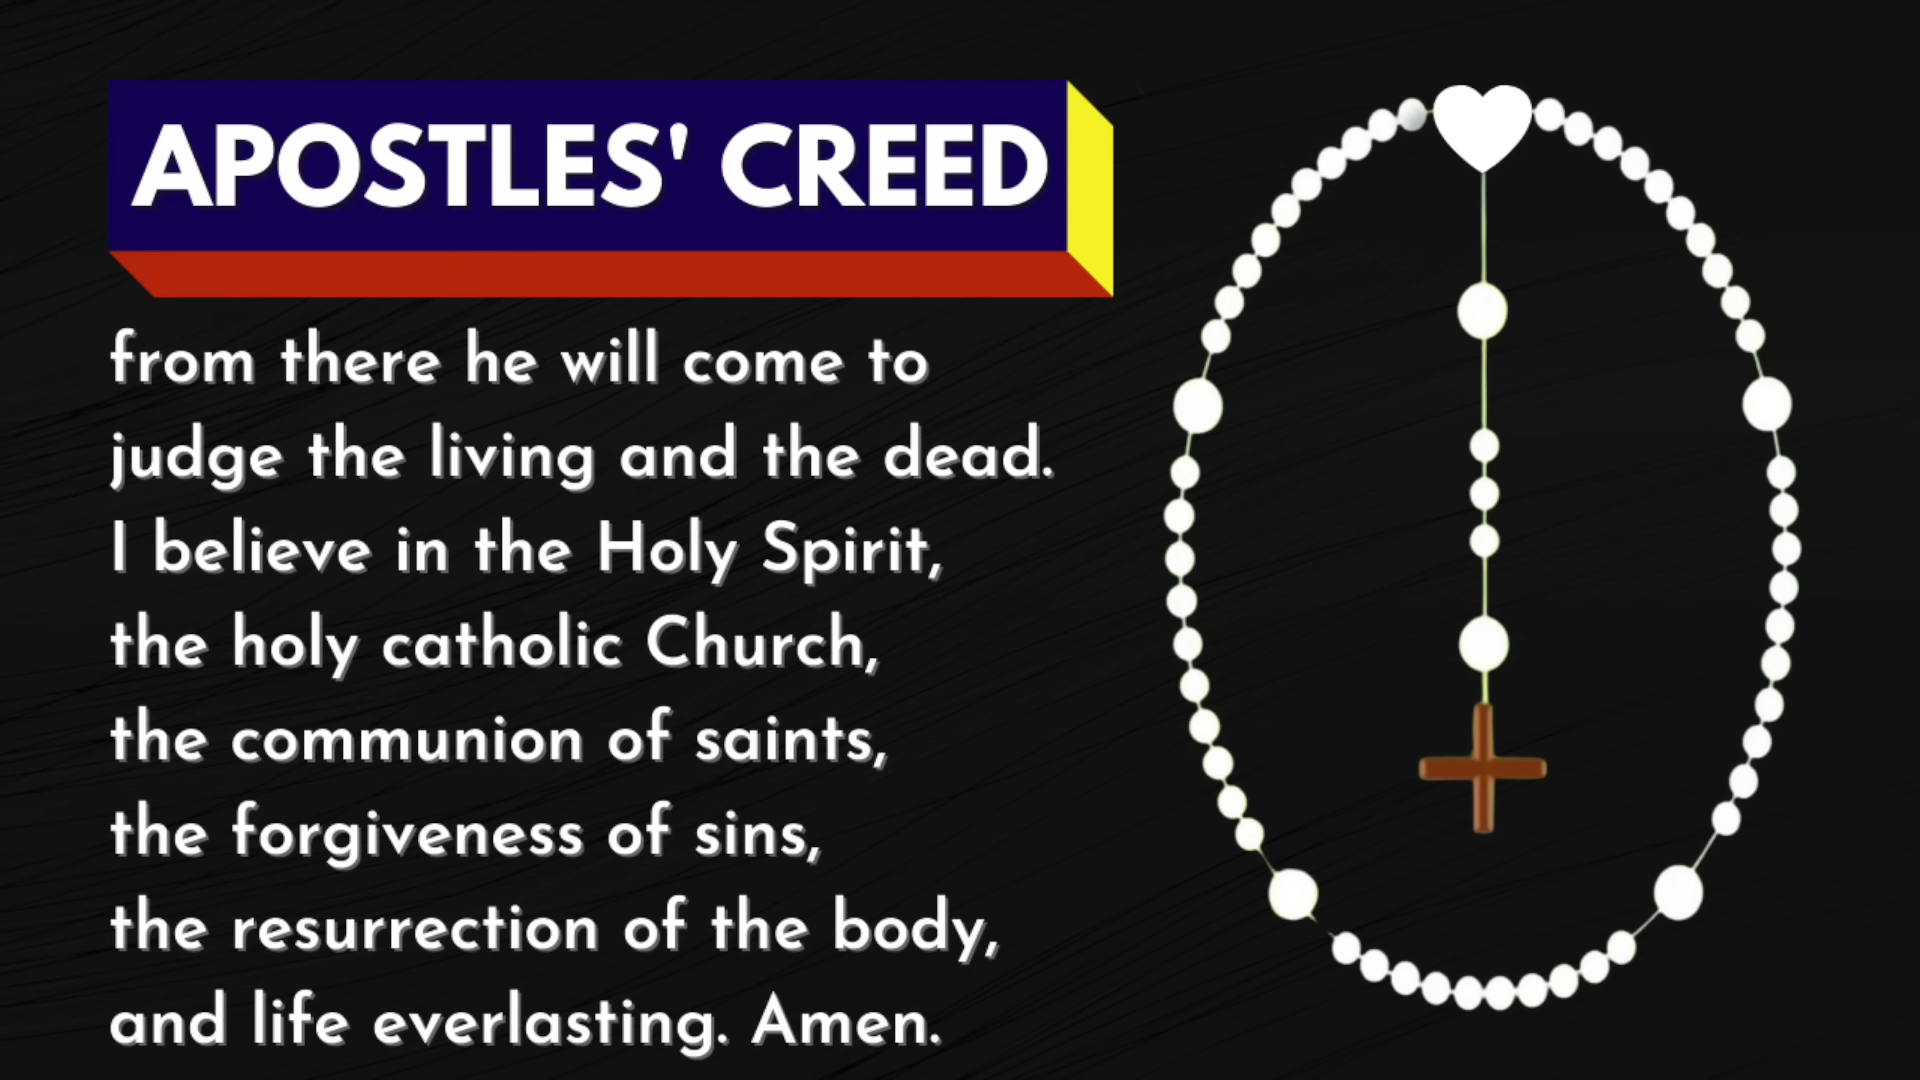 APOSTLES' CREED
from there he will come to
judge the living and the dead.
I believe in the Holy Spirit,
the holy catholic Church,
the communion of saints,
the forgiveness of sins,
the resurrection of the body,
and life everlasting. Amen.